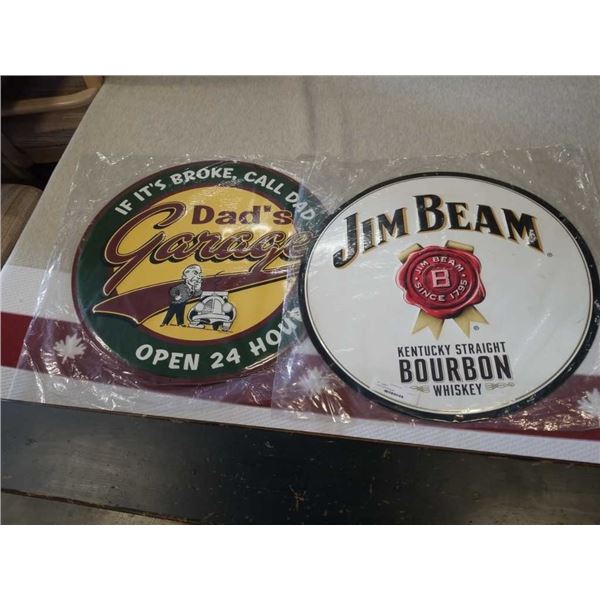 IF IT'S BROKE, CALL DAD
Dad's
Garage
OPEN 24 HOU
JIM BEAM
JIM BEAM
B
SINCE 1795
KENTUCKY STRAIGHT
BOURBON
WHISKEY